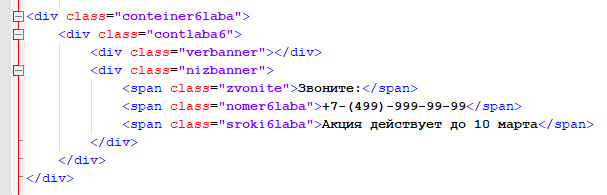 <div class="conteiner6laba">
<div class="contlaba6">
<div class="verbanner"></div>
<div class="nizbanner">
<span class="zvonite">Звоните:</span>
<span class="nomer6laba">+7-(499)-999-99-99</span>
<span class="sroki6laba">Акция действует до 10 марта</span>
</div>
</div>
</div>